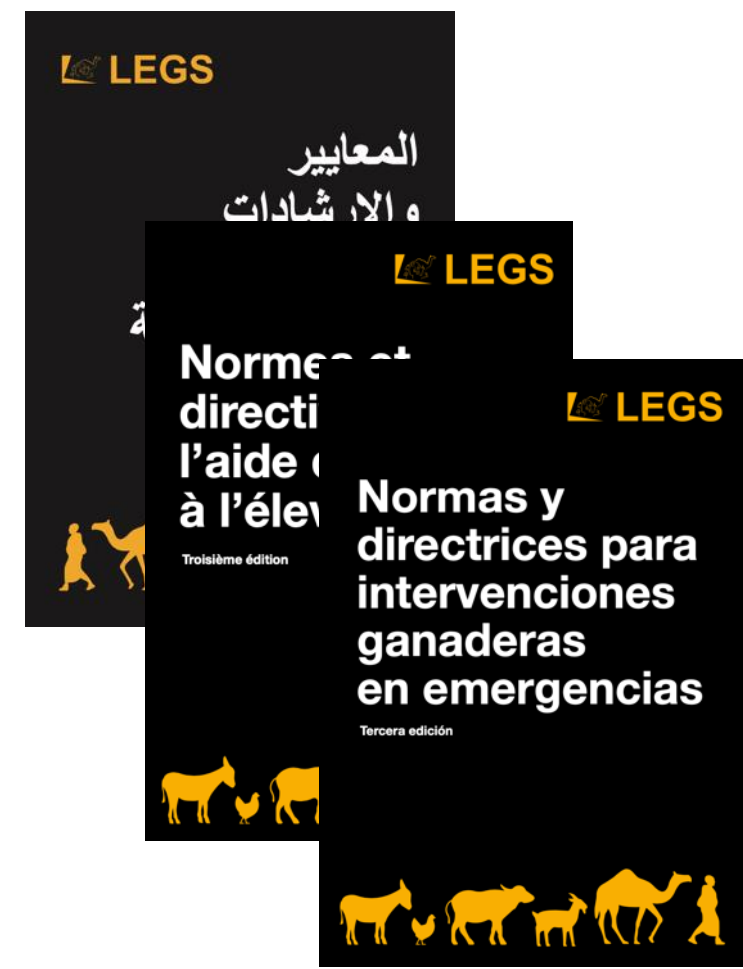 LEGS
المعايير
و الارشادات
ة
LEGS
Normes et
directi
l'aide
à l'élev
Troisième édition
LEGS
Normas y
directrices para
intervenciones
ganaderas
en emergencias
Tercera edición